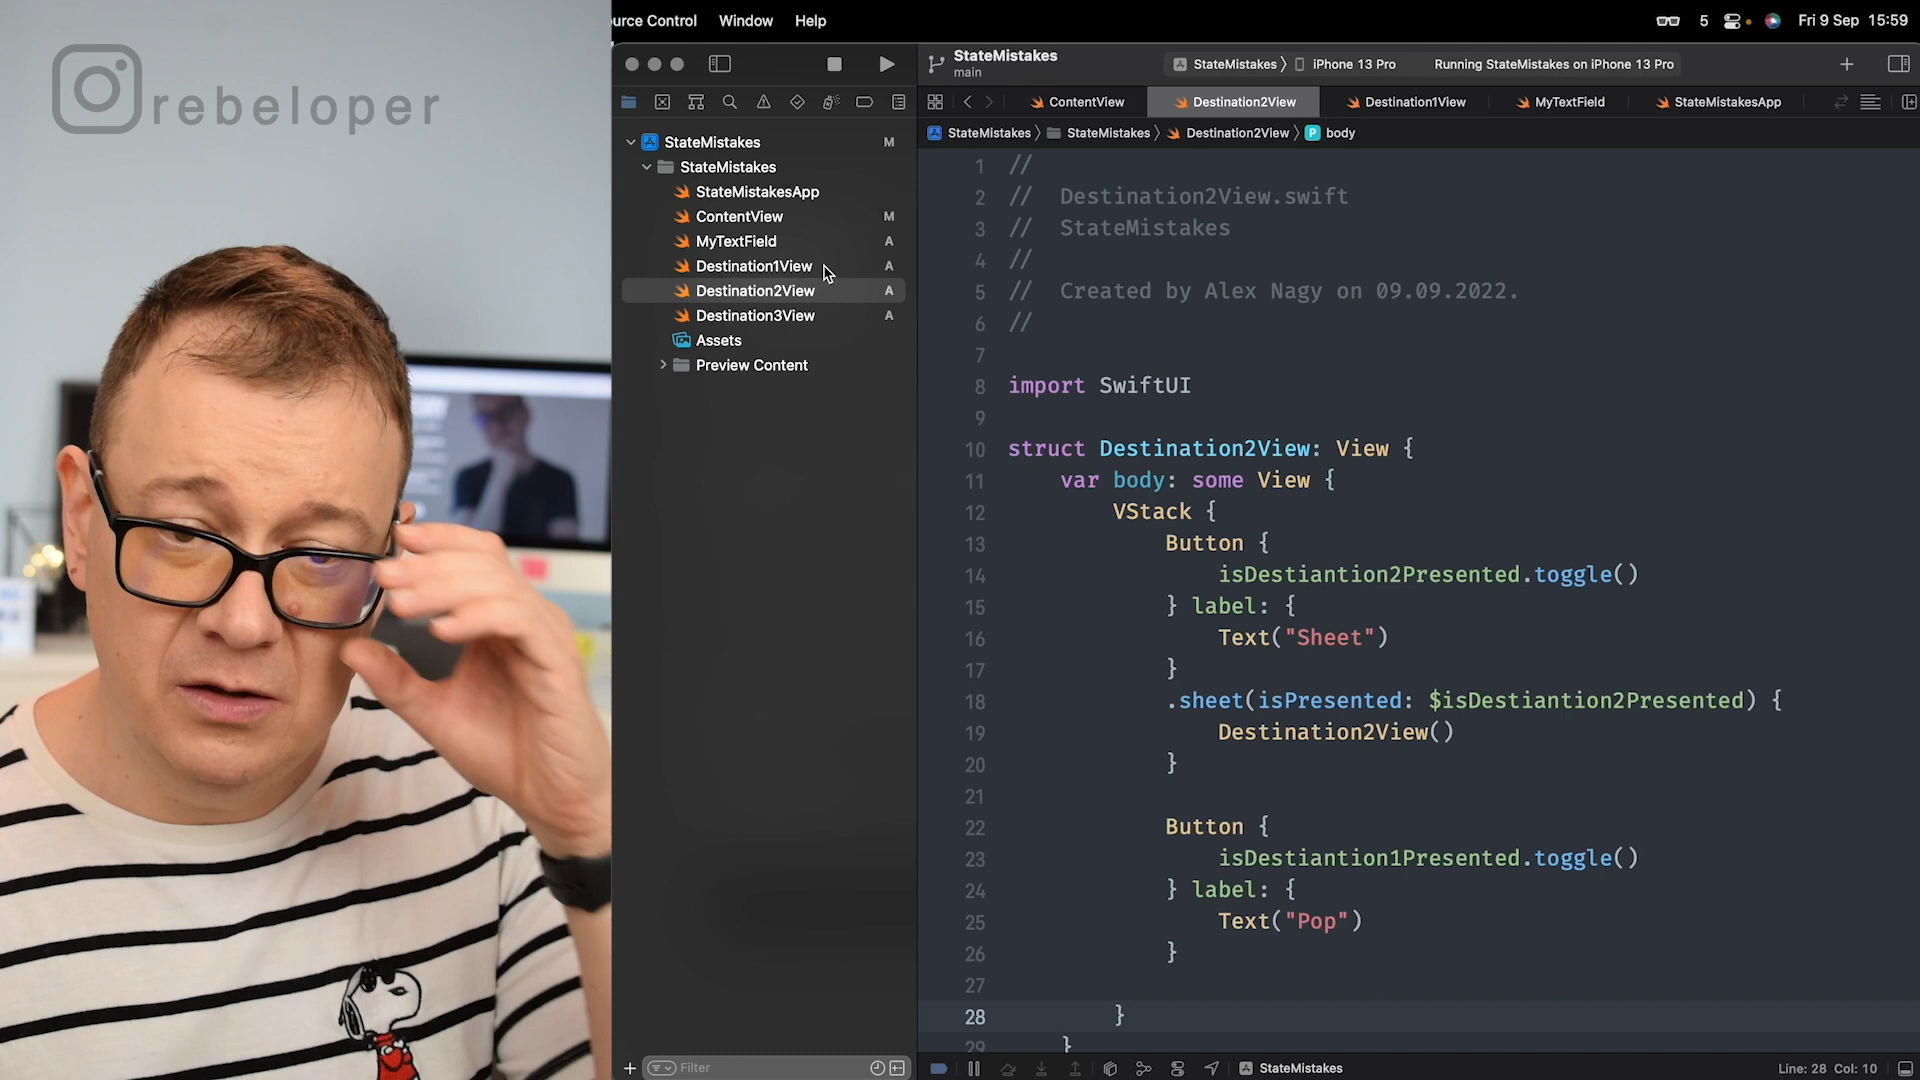 rebeloper
urce Control Window Help
5 Fri 9 Sep 15:59
StateMistakes
main
StateMistakes iPhone 13 Pro
Running StateMistakes on iPhone 13 Pro
ContentView
Destination2View
Destination1View
MyTextField
StateMistakesApp
StateMistakes StateMistakes Destination2View P body
StateMistakes M
StateMistakes
StateMistakesApp
ContentView M
MyTextField A
Destination1View A
Destination2View A
Destination3View A
Assets
Preview Content
1 //
2 // Destination2View.swift
3 // StateMistakes
4 //
5 // Created by Alex Nagy on 09.09.2022.
6 //
7
8 import SwiftUI
9
10 struct Destination2View: View {
11 var body: some View {
12 VStack {
13 Button {
14 isDestiantion2Presented.toggle()
15 } label: {
16 Text("Sheet")
17 }
18 .sheet(isPresented: $isDestiantion2Presented) {
19 Destination2View()
20 }
21
22 Button {
23 isDestiantion1Presented.toggle()
24 } label: {
25 Text("Pop")
26 }
27
28 }
29 }
Filter
StateMistakes
Line: 28 Col: 10